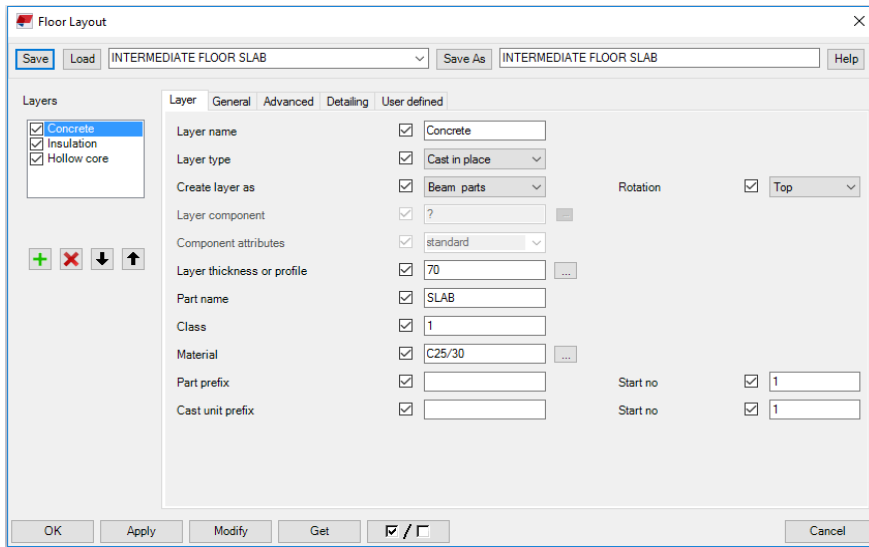 Floor Layout
Save Load INTERMEDIATE FLOOR SLAB Save As INTERMEDIATE FLOOR SLAB Help
Layers
Concrete
Insulation
Hollow core
Layer General Advanced Detailing User defined
Layer name Concrete
Layer type Cast in place
Create layer as Beam parts Rotation Top
Layer component ?
Component attributes standard
Layer thickness or profile 70 ...
Part name SLAB
Class 1
Material C25/30 ...
Part prefix Start no 1
Cast unit prefix Start no 1
OK Apply Modify Get / Cancel